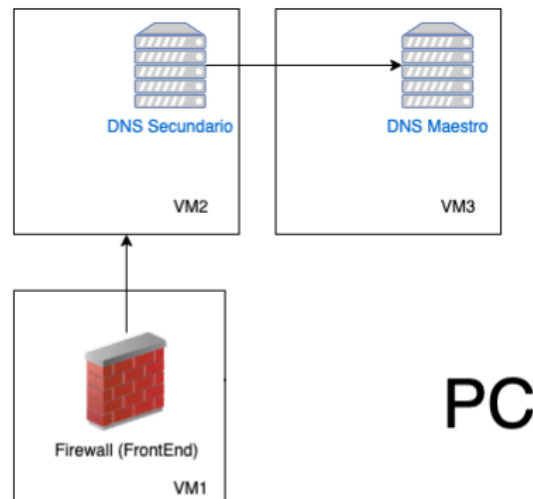 DNS Secundario
DNS Maestro
VM2
VM3
Firewall (FrontEnd)
VM1
PC